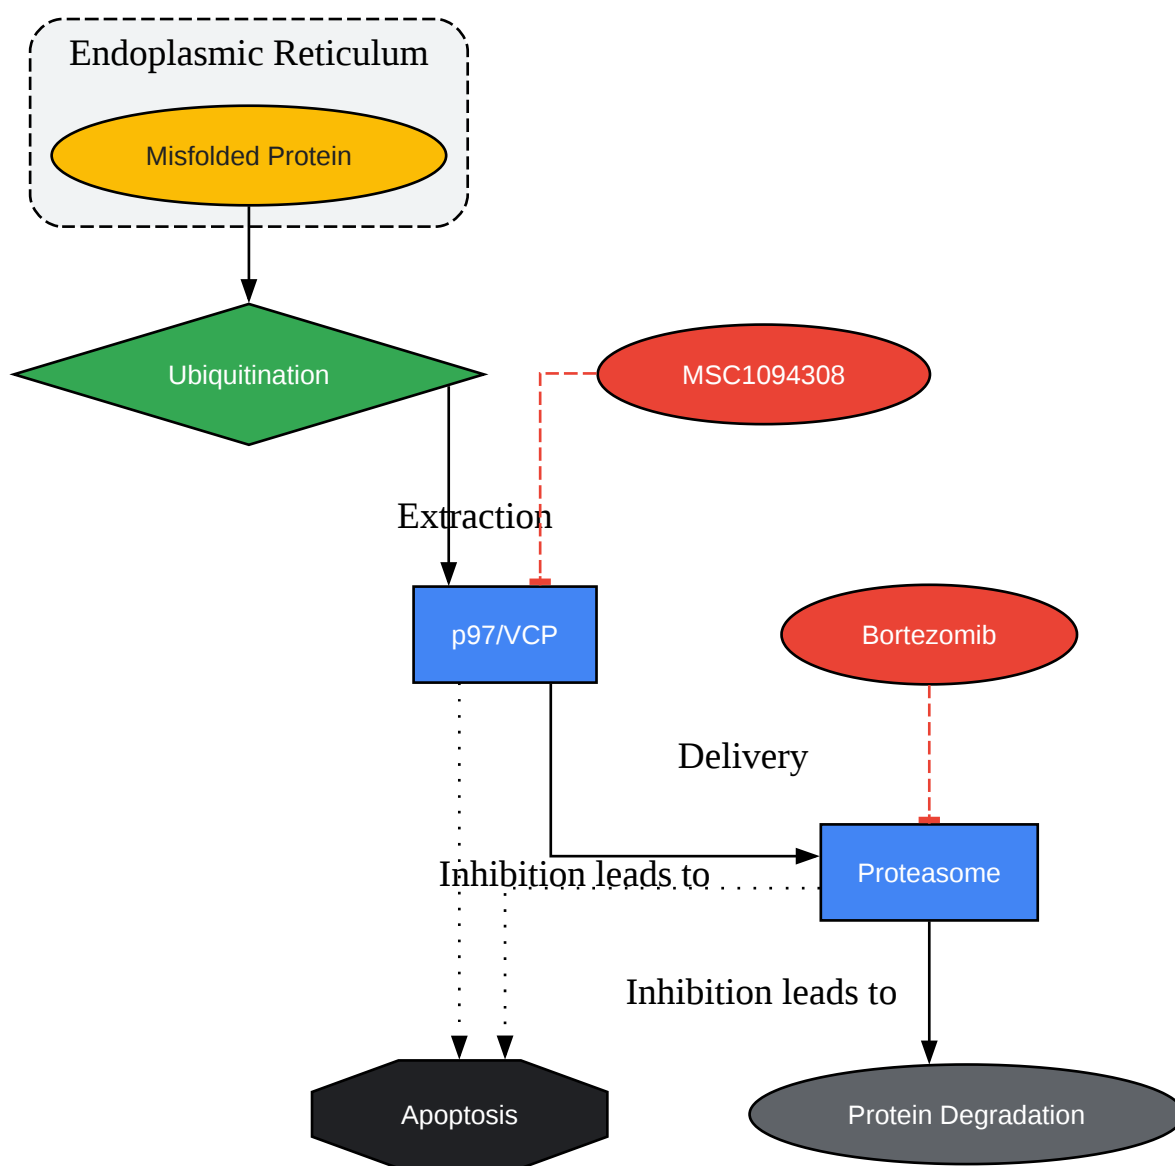 Endoplasmic Reticulum
Misfolded Protein
Ubiquitination
MSC1094308
Extraction
p97/VCP
Bortezomib
Delivery
Inhibition leads to
Proteasome
Inhibition leads to
Apoptosis
Protein Degradation